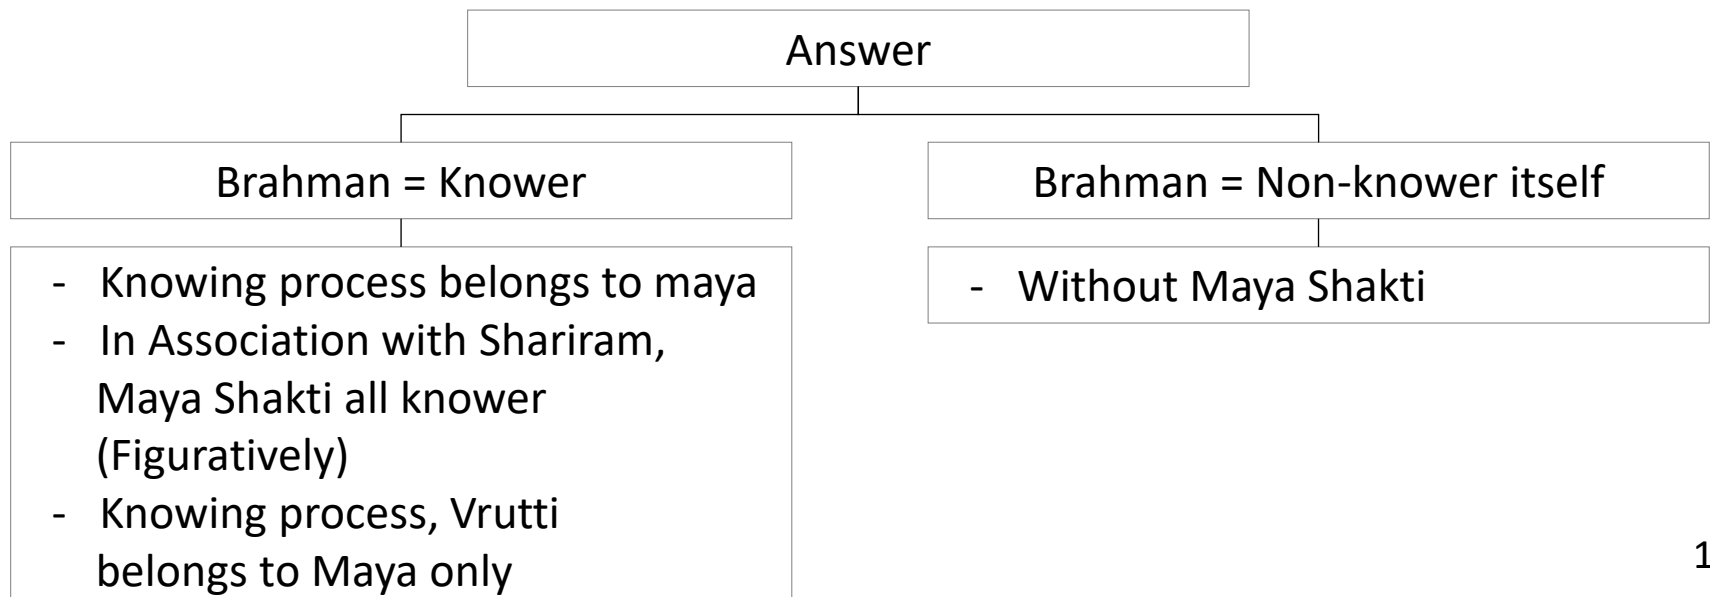 Answer
Brahman = Knower
Brahman = Non-knower itself
- Knowing process belongs to maya
- In Association with Shariram,
Maya Shakti all knower
(Figuratively)
- Knowing process, Vrutti
belongs to Maya only
- Without Maya Shakti
1